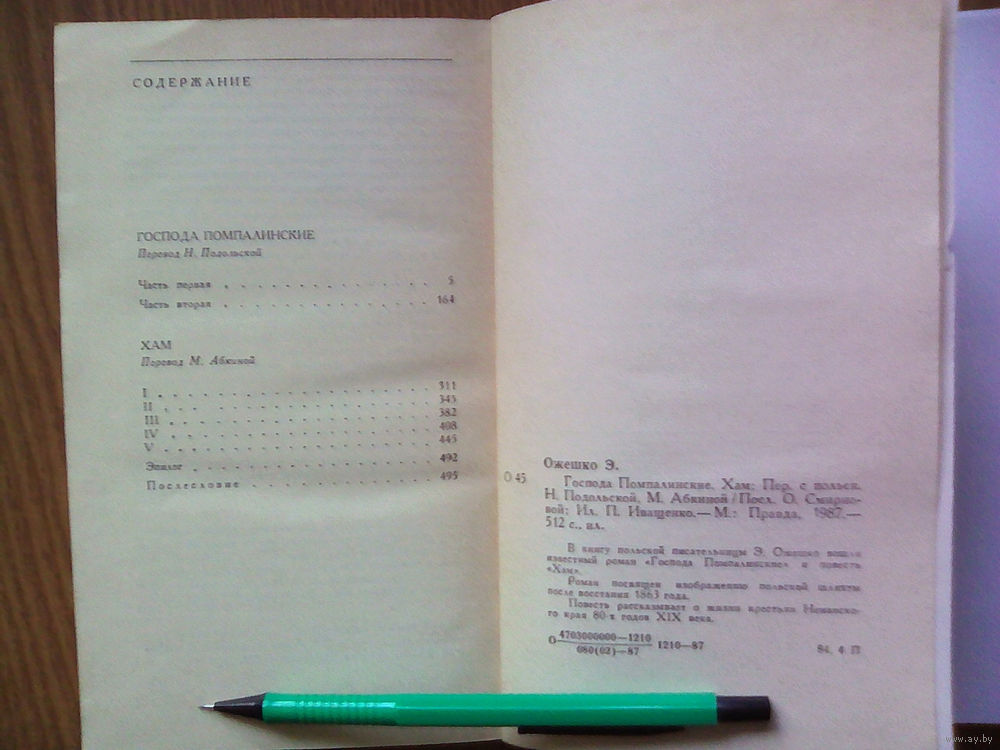 СОДЕРЖАНИЕ
ГОСПОДА ПОМПАЛИНСКИЕ
Перевод Н. Подольской
Часть первая . . . . . . . . . . . . 5
Часть вторая . . . . . . . . . . . . 164
ХАМ
Перевод М. Абкиной
I . . . . . . . . . . . . . . . . 311
II . . . . . . . . . . . . . . . . 345
III . . . . . . . . . . . . . . . . 382
IV . . . . . . . . . . . . . . . . 408
V . . . . . . . . . . . . . . . . 445
Эпилог . . . . . . . . . . . . . . 492
Послесловие . . . . . . . . . . . . 495
Ожешко Э.
О 45 Господа Помпалинские. Хам: Пер. с польск.
Н. Подольской, М. Абкиной / Посл. О. Смирно-
вой; Ил. П. Иващенко.— М.: Правда, 1987.—
512 с., ил.
В книгу польской писательницы Э. Ожешко вошли
известный роман «Господа Помпалинские» и повесть
«Хам».
Роман посвящен изображению польской шляхты
после восстания 1863 года.
Повесть рассказывает о жизни крестьян Неманско-
го края 80-х годов XIX века.
О 4703000000—1210
080(02)—87 1210—87 84. 4 П
www.ay.by